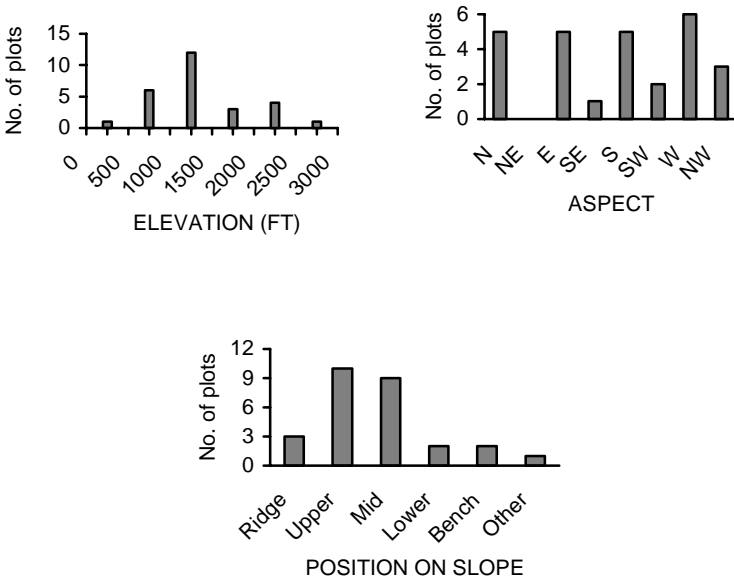 No. of plots
15
10
5
0
0
500
1000
1500
2000
2500
3000
ELEVATION (FT)
No. of plots
6
4
2
0
N
NE
E
SE
S
SW
W
NW
ASPECT
No. of plots
12
9
6
3
0
Ridge
Upper
Mid
Lower
Bench
Other
POSITION ON SLOPE